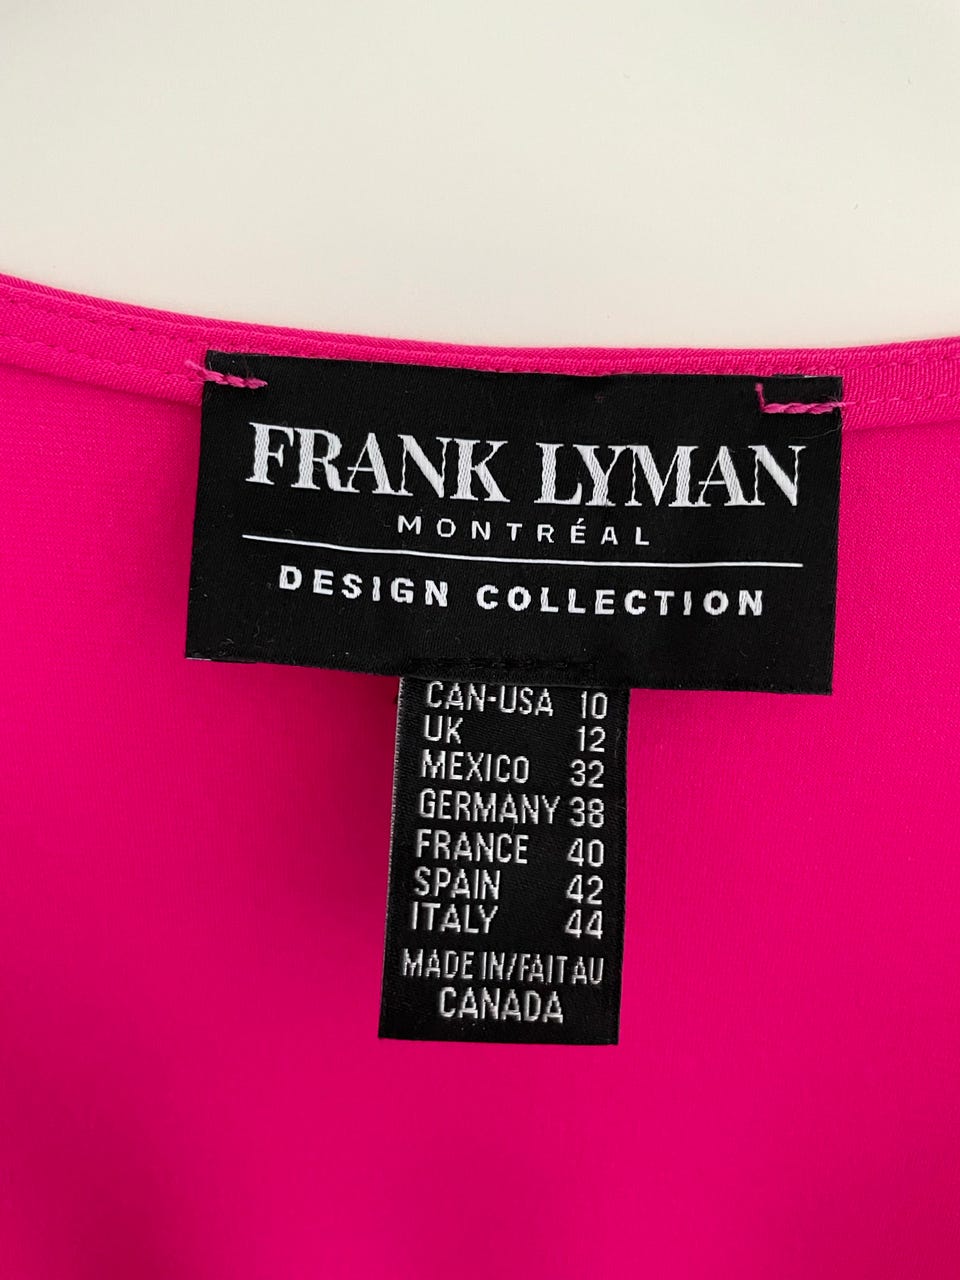 FRANK LYMAN
MONTRÉAL
DESIGN COLLECTION
CAN-USA 10
UK 12
MEXICO 32
GERMANY 38
FRANCE 40
SPAIN 42
ITALY 44
MADE IN/FAIT AU
CANADA